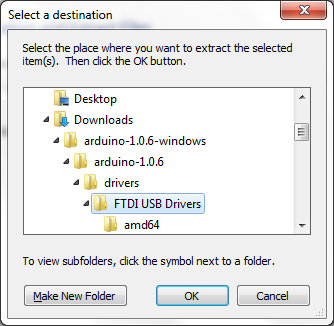 Select a destination
Select the place where you want to extract the selected
item(s). Then click the OK button.
Desktop
Downloads
arduino-1.0.6-windows
arduino-1.0.6
drivers
FTDI USB Drivers
amd64
To view subfolders, click the symbol next to a folder.
Make New Folder
OK
Cancel